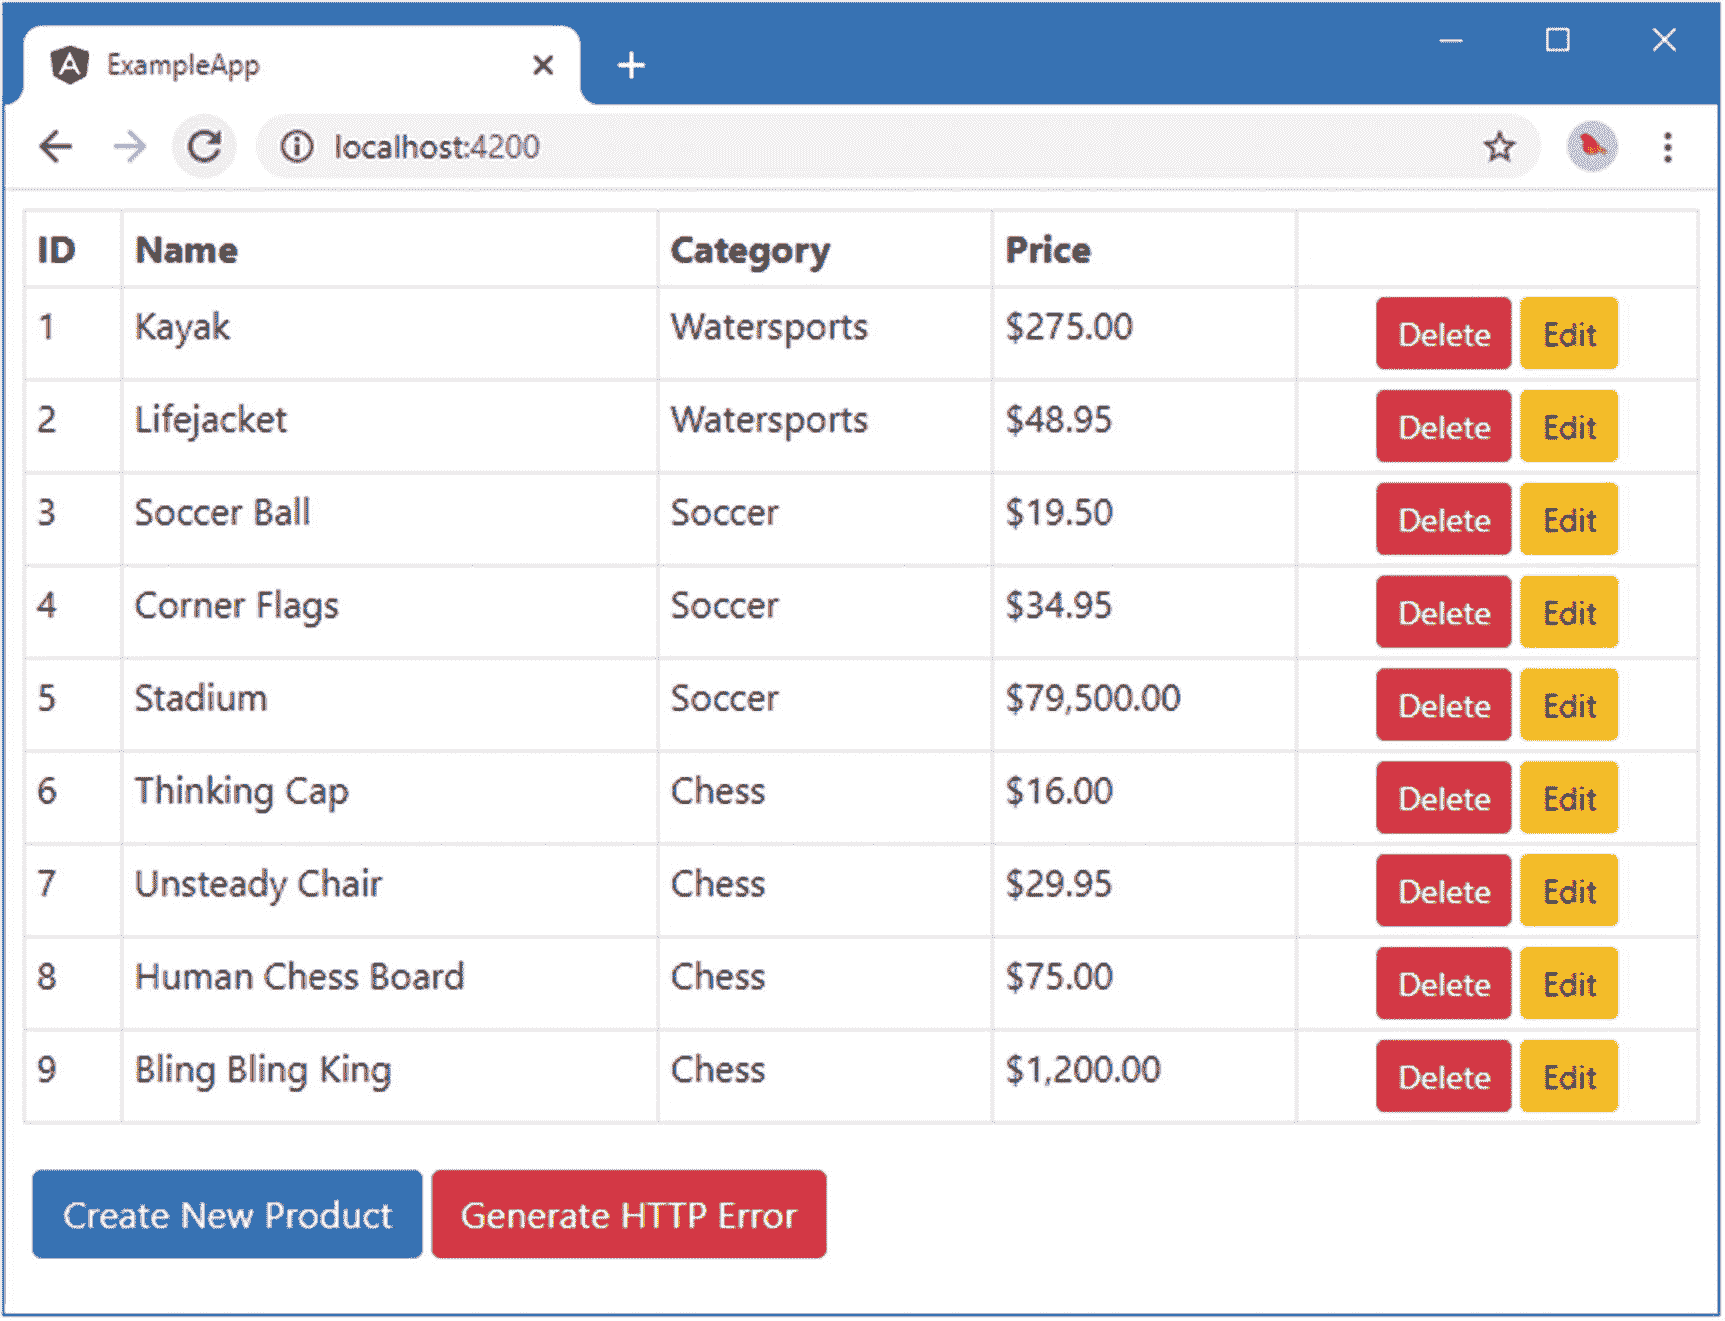 ExampleApp
localhost:4200
ID Name Category Price
1 Kayak Watersports $275.00 Delete Edit
2 Lifejacket Watersports $48.95 Delete Edit
3 Soccer Ball Soccer $19.50 Delete Edit
4 Corner Flags Soccer $34.95 Delete Edit
5 Stadium Soccer $79,500.00 Delete Edit
6 Thinking Cap Chess $16.00 Delete Edit
7 Unsteady Chair Chess $29.95 Delete Edit
8 Human Chess Board Chess $75.00 Delete Edit
9 Bling Bling King Chess $1,200.00 Delete Edit
Create New Product Generate HTTP Error